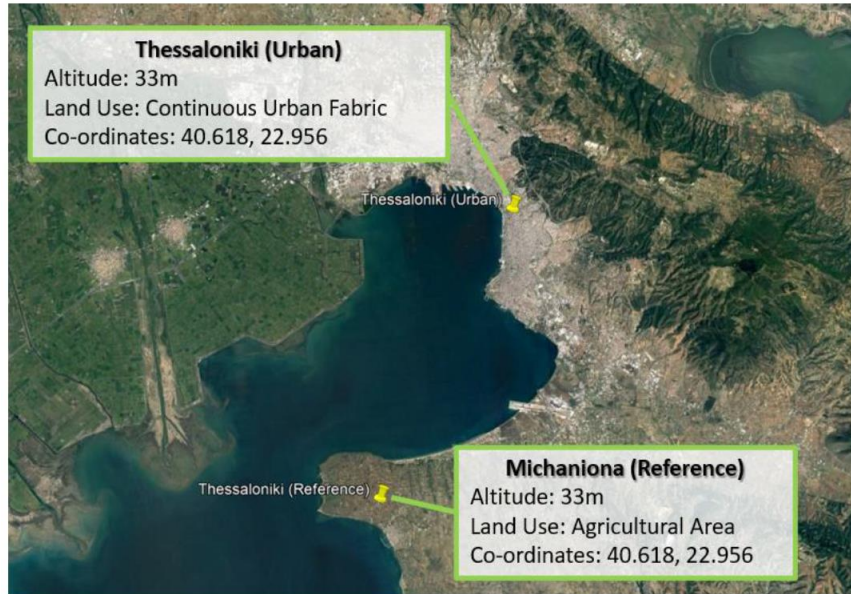 Thessaloniki (Urban)
Altitude: 33m
Land Use: Continuous Urban Fabric
Co-ordinates: 40.618, 22.956
Thessaloniki (Urban)
Thessaloniki (Reference)
Michaniona (Reference)
Altitude: 33m
Land Use: Agricultural Area
Co-ordinates: 40.618, 22.956